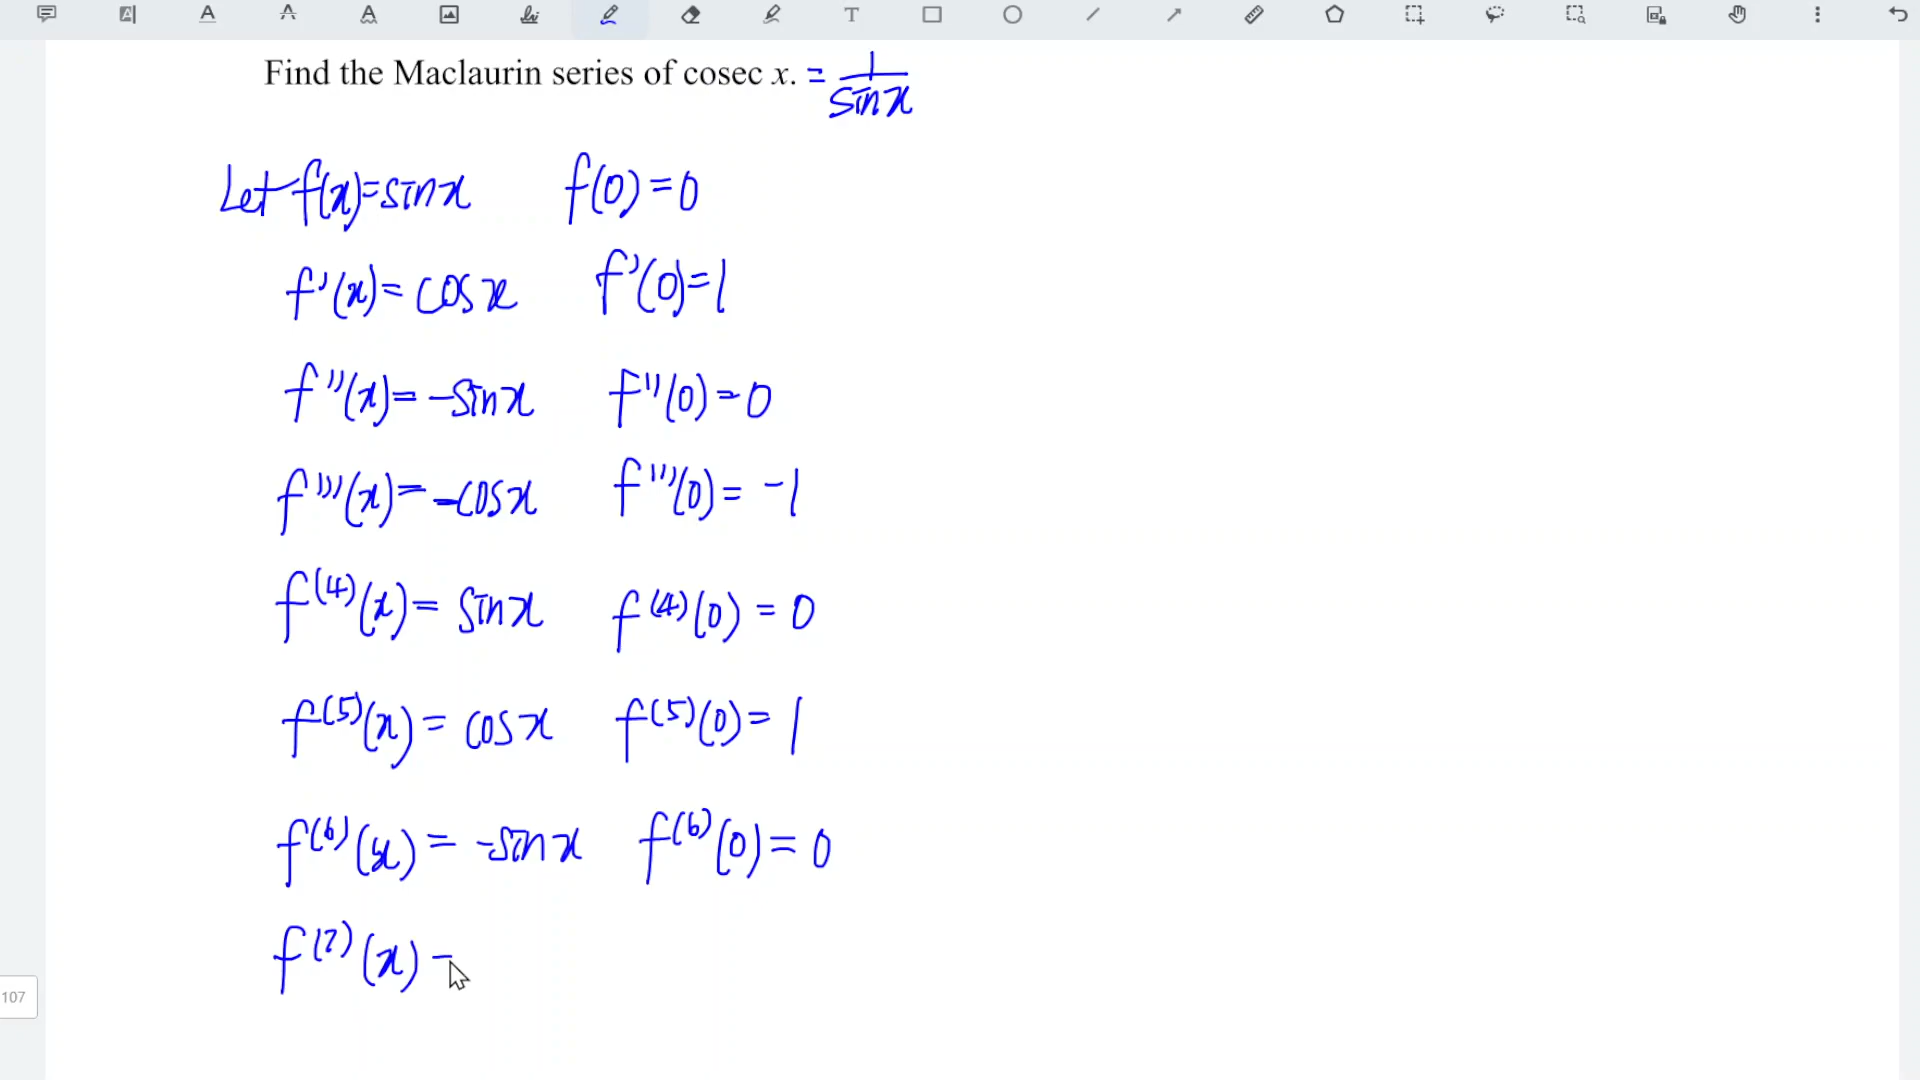 Find the Maclaurin series of cosec x. = 1/sin x
Let f(x)=sin x f(0)=0
f'(x)= cos x f'(0)=1
f''(x)= -sin x f''(0)=0
f'''(x)= -cos x f'''(0)= -1
f^(4)(x)= sin x f^(4)(0) = 0
f^(5)(x) = cos x f^(5)(0)= 1
f^(6)(x) = -sin x f^(6)(0)= 0
f^(7)(x) -
107